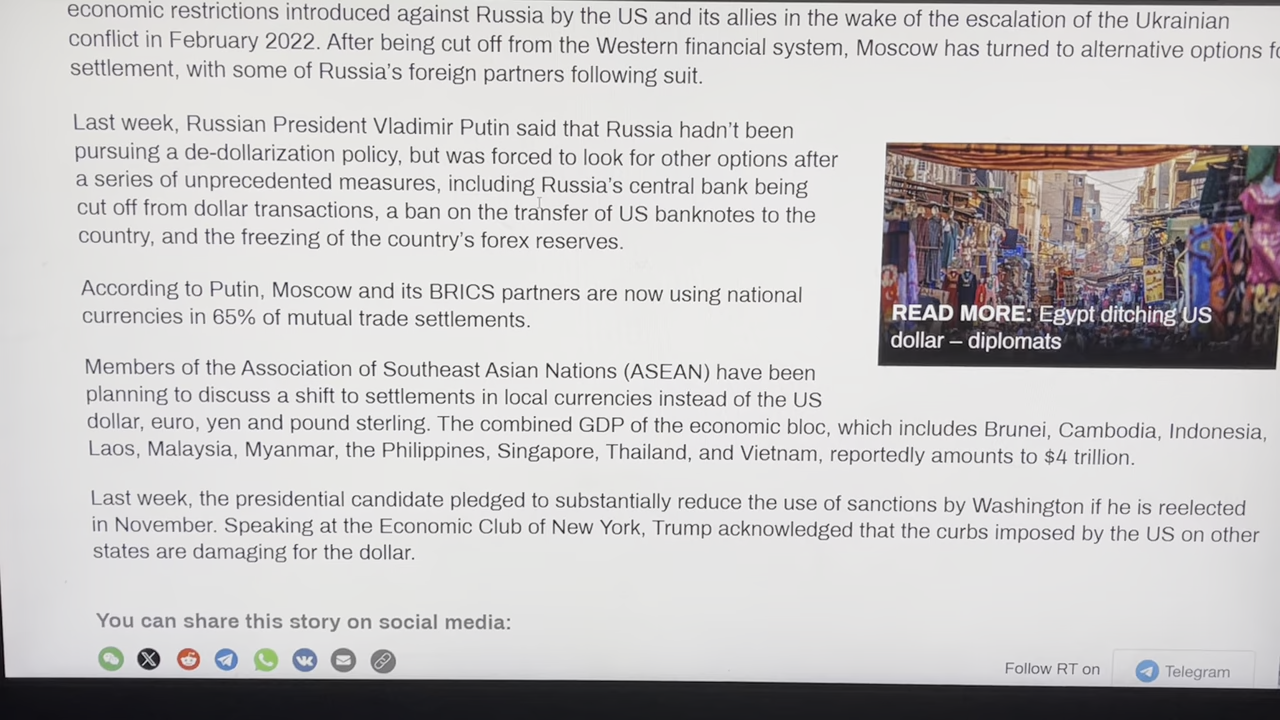 economic restrictions introduced against Russia by the US and its allies in the wake of the escalation of the Ukrainian
conflict in February 2022. After being cut off from the Western financial system, Moscow has turned to alternative options
settlement, with some of Russia's foreign partners following suit.
Last week, Russian President Vladimir Putin said that Russia hadn't been
pursuing a de-dollarization policy, but was forced to look for other options after
a series of unprecedented measures, including Russia's central bank being
cut off from dollar transactions, a ban on the transfer of US banknotes to the
country, and the freezing of the country's forex reserves.
According to Putin, Moscow and its BRICS partners are now using national
currencies in 65% of mutual trade settlements.
READ MORE: Egypt ditching US
dollar – diplomats
Members of the Association of Southeast Asian Nations (ASEAN) have been
planning to discuss a shift to settlements in local currencies instead of the US
dollar, euro, yen and pound sterling. The combined GDP of the economic bloc, which includes Brunei, Cambodia, Indonesia,
Laos, Malaysia, Myanmar, the Philippines, Singapore, Thailand, and Vietnam, reportedly amounts to $4 trillion.
Last week, the presidential candidate pledged to substantially reduce the use of sanctions by Washington if he is reelected
in November. Speaking at the Economic Club of New York, Trump acknowledged that the curbs imposed by the US on other
states are damaging for the dollar.
You can share this story on social media:
Follow RT on
Telegram